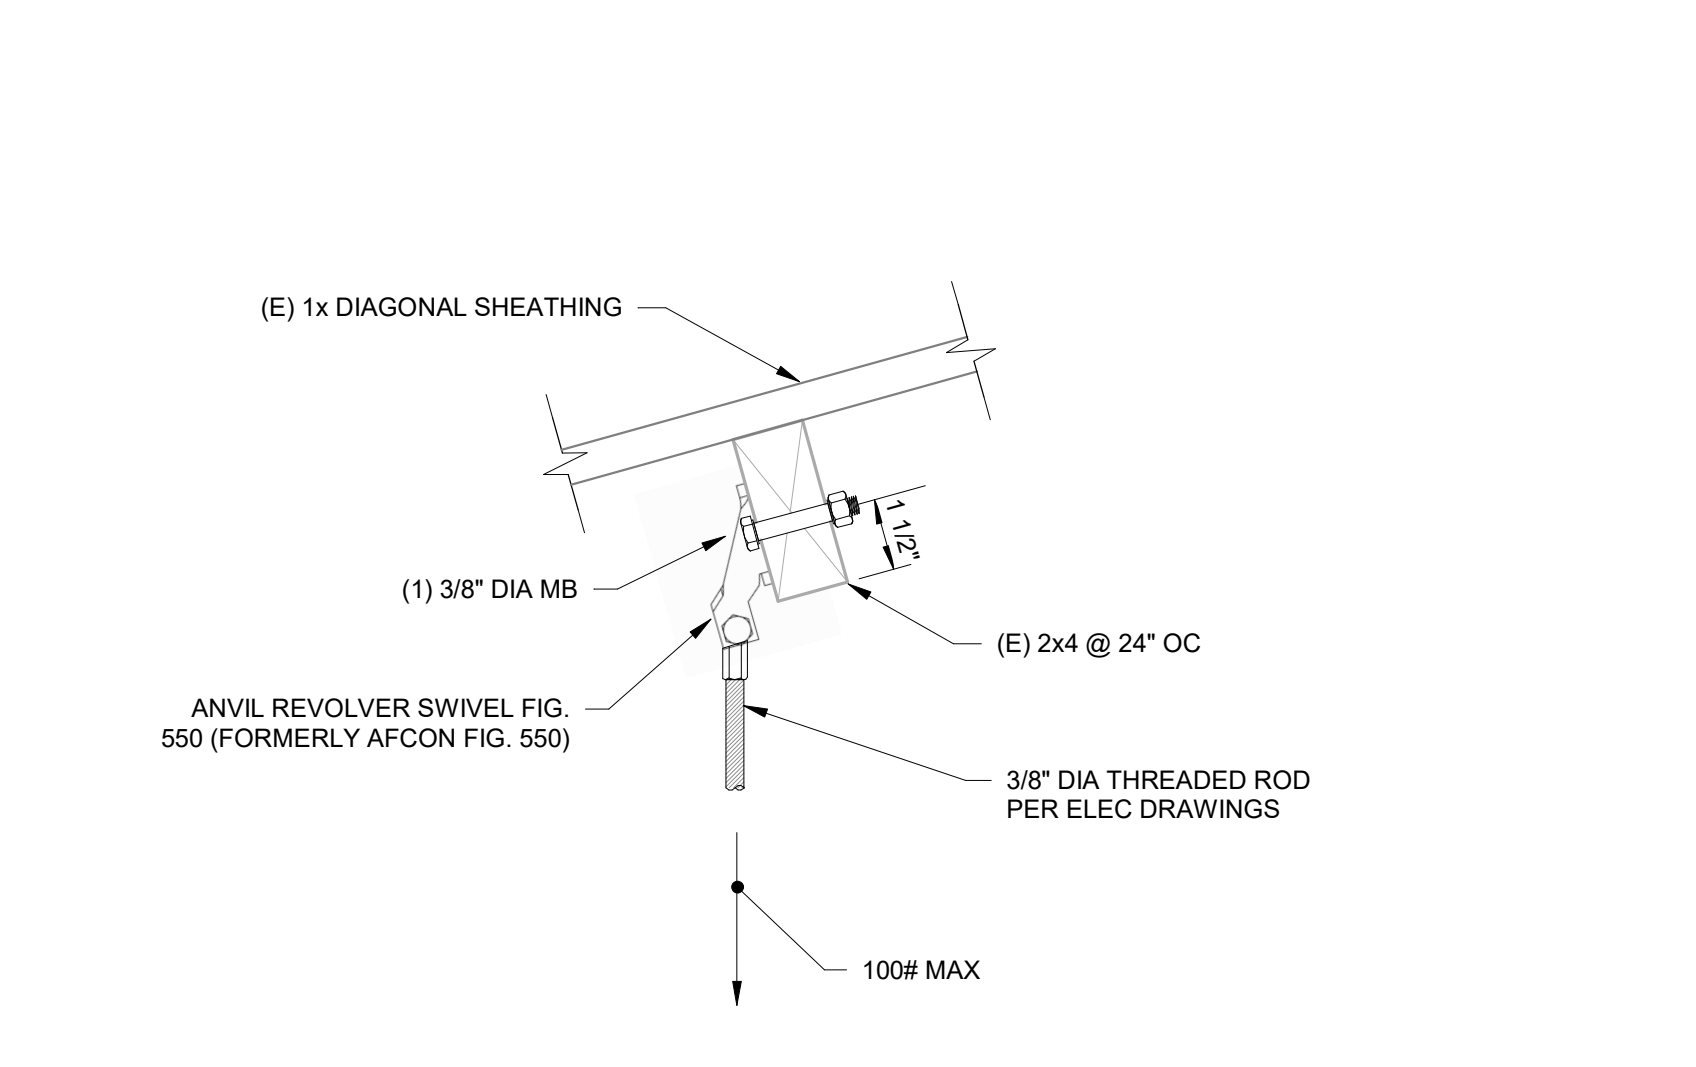 (E) 1x DIAGONAL SHEATHING
1 1/2"
(1) 3/8" DIA MB
(E) 2x4 @ 24" OC
ANVIL REVOLVER SWIVEL FIG.
550 (FORMERLY AFCON FIG. 550)
3/8" DIA THREADED ROD
PER ELEC DRAWINGS
100# MAX